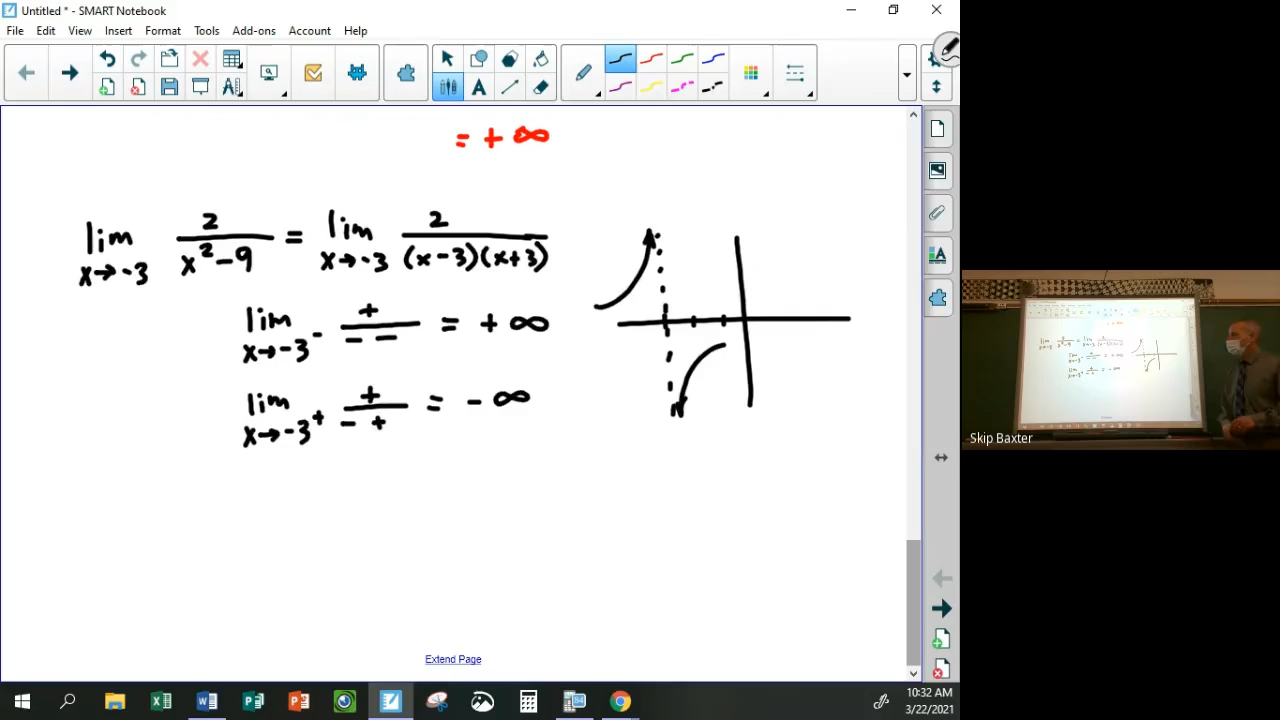 Untitled * - SMART Notebook
File Edit View Insert Format Tools Add-ons Account Help
= + ∞
lim x→-3 2/(x²-9) = lim x→-3 2/((x-3)(x+3))
lim x→-3⁻ +/(- -) = + ∞
lim x→-3⁺ +/(- +) = - ∞
Skip Baxter
Extend Page
10:32 AM
3/22/2021